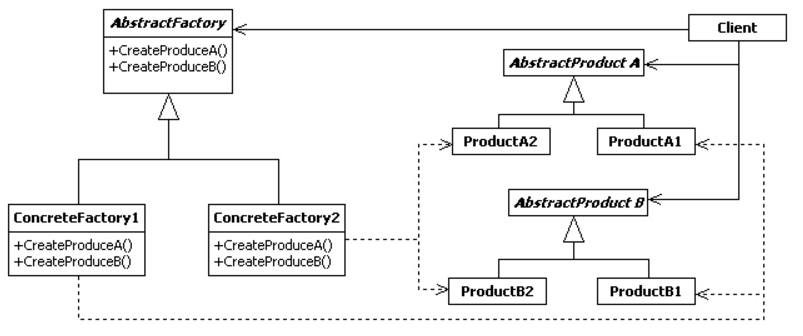 AbstractFactory
+CreateProduceA()
+CreateProduceB()
Client
AbstractProduct A
ProductA2
ProductA1
ConcreteFactory1
+CreateProduceA()
+CreateProduceB()
ConcreteFactory2
+CreateProduceA()
+CreateProduceB()
AbstractProduct B
ProductB2
ProductB1